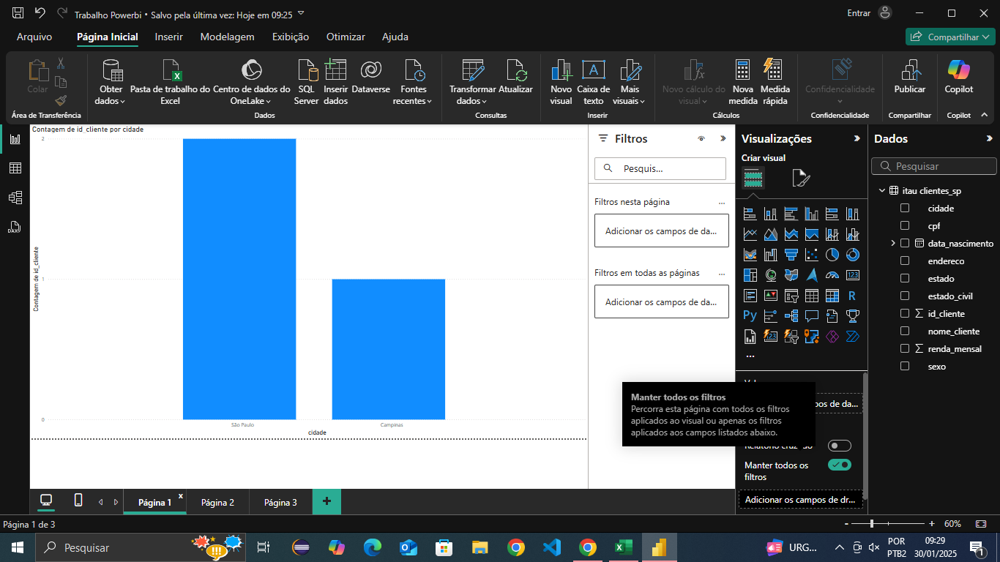 Trabalho Powerbi • Salvo pela última vez: Hoje em 09:25
Entrar
Arquivo
Página Inicial
Inserir
Modelagem
Exibição
Otimizar
Ajuda
Compartilhar
Colar
Obter dados
Pasta de trabalho do Excel
Centro de dados do OneLake
SQL Server
Inserir dados
Dataverse
Fontes recentes
Transformar dados
Atualizar
Novo visual
Caixa de texto
Mais visuais
Novo cálculo do visual
Nova medida
Medida rápida
Confidencialidade
Publicar
Copilot
Área de Transferência
Dados
Consultas
Inserir
Cálculos
Confidencialidade
Compartilhar
Copilot
Contagem de id_cliente por cidade
2
1
0
Contagem de id_cliente
São Paulo
Campinas
cidade
Filtros
Pesquis...
Filtros nesta página
...
Adicionar os campos de da...
Filtros em todas as páginas
...
Adicionar os campos de da...
Visualizações
Criar visual
R
Py
...
Manter todos os filtros
Percorra esta página com todos os filtros
aplicados ao visual ou apenas os filtros
aplicados aos campos listados abaixo.
de da...
Manter todos os
filtros
Adicionar os campos de dr...
Dados
Pesquisar
itau clientes_sp
cidade
cpf
data_nascimento
endereco
estado
estado_civil
id_cliente
nome_cliente
renda_mensal
sexo
DAX
Página 1
x
Página 2
Página 3
+
Página 1 de 3
- + 60%
Pesquisar
URG...
POR
PTB2
09:29
30/01/2025
1